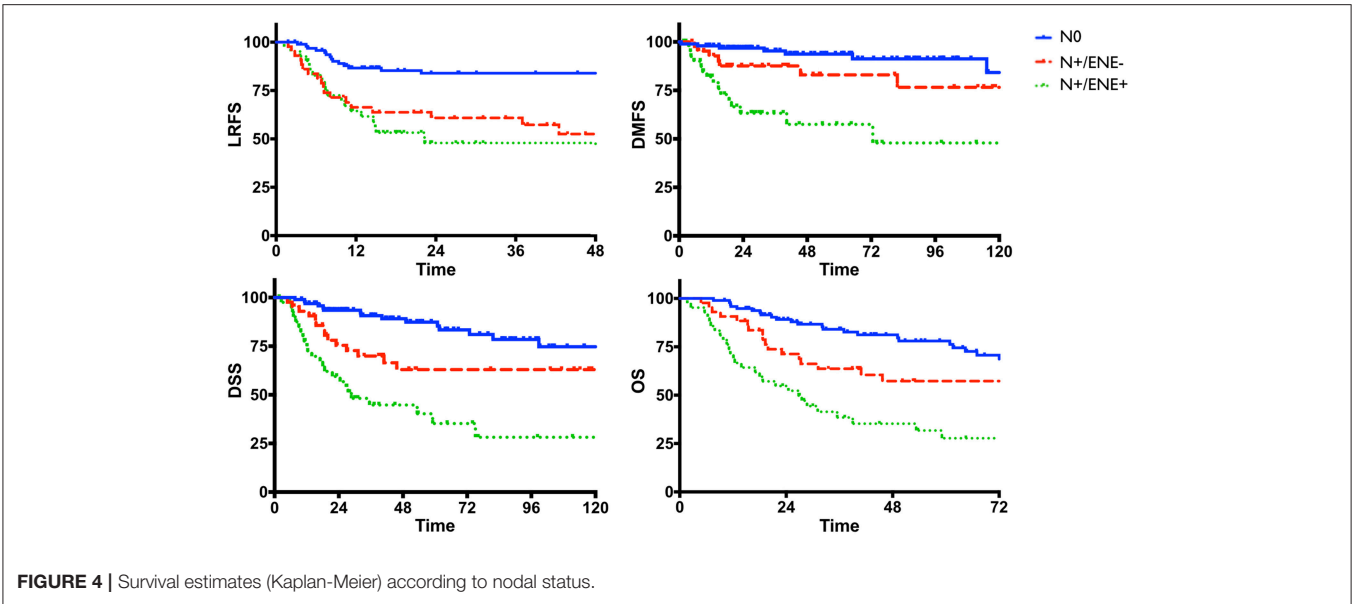 100
75
50
25
0
LRFS
0 12 24 36 48
Time
100
75
50
25
0
DMFS
0 24 48 72 96 120
Time
N0
N+/ENE-
N+/ENE+
100
75
50
25
0
DSS
0 24 48 72 96 120
Time
100
75
50
25
0
OS
0 24 48 72
Time
FIGURE 4 | Survival estimates (Kaplan-Meier) according to nodal status.